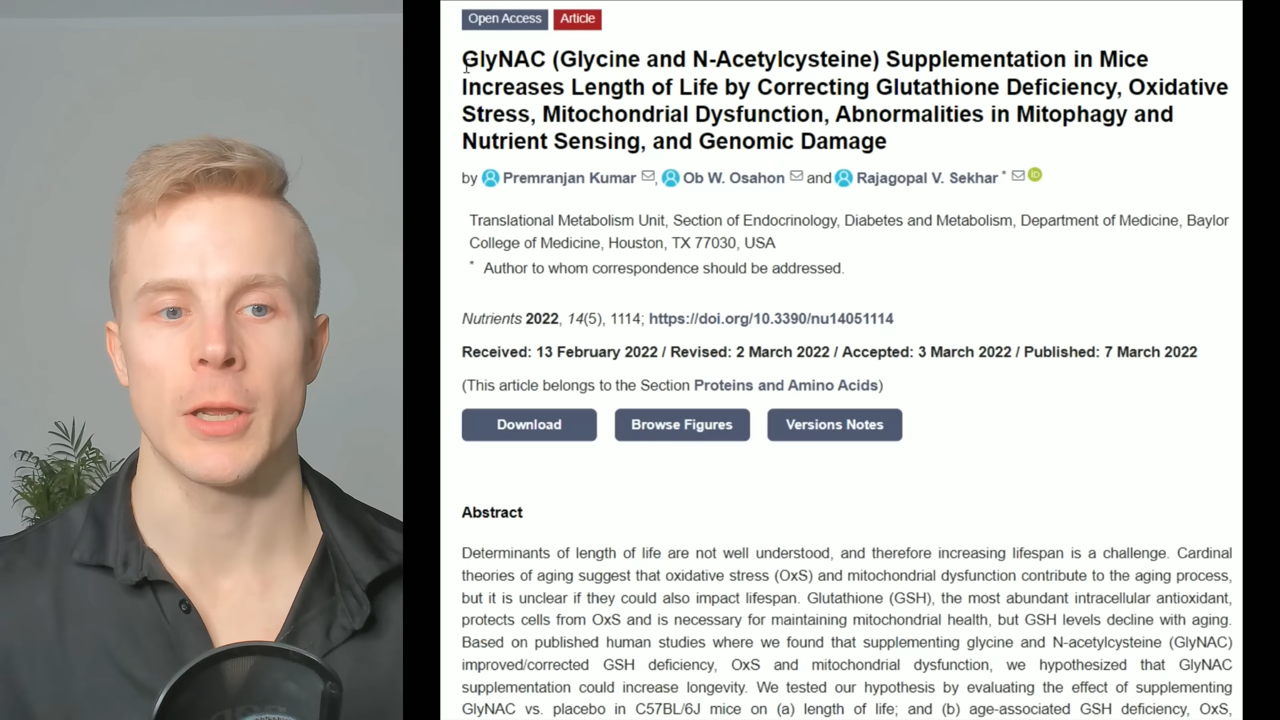 Open Access Article
GlyNAC (Glycine and N-Acetylcysteine) Supplementation in Mice
Increases Length of Life by Correcting Glutathione Deficiency, Oxidative
Stress, Mitochondrial Dysfunction, Abnormalities in Mitophagy and
Nutrient Sensing, and Genomic Damage
by Premranjan Kumar, Ob W. Osahon and Rajagopal V. Sekhar * iD
Translational Metabolism Unit, Section of Endocrinology, Diabetes and Metabolism, Department of Medicine, Baylor
College of Medicine, Houston, TX 77030, USA
* Author to whom correspondence should be addressed.
Nutrients 2022, 14(5), 1114; https://doi.org/10.3390/nu14051114
Received: 13 February 2022 / Revised: 2 March 2022 / Accepted: 3 March 2022 / Published: 7 March 2022
(This article belongs to the Section Proteins and Amino Acids)
Download Browse Figures Versions Notes
Abstract
Determinants of length of life are not well understood, and therefore increasing lifespan is a challenge. Cardinal
theories of aging suggest that oxidative stress (OxS) and mitochondrial dysfunction contribute to the aging process,
but it is unclear if they could also impact lifespan. Glutathione (GSH), the most abundant intracellular antioxidant,
protects cells from OxS and is necessary for maintaining mitochondrial health, but GSH levels decline with aging.
Based on published human studies where we found that supplementing glycine and N-acetylcysteine (GlyNAC)
improved/corrected GSH deficiency, OxS and mitochondrial dysfunction, we hypothesized that GlyNAC
supplementation could increase longevity. We tested our hypothesis by evaluating the effect of supplementing
GlyNAC vs. placebo in C57BL/6J mice on (a) length of life; and (b) age-associated GSH deficiency, OxS,